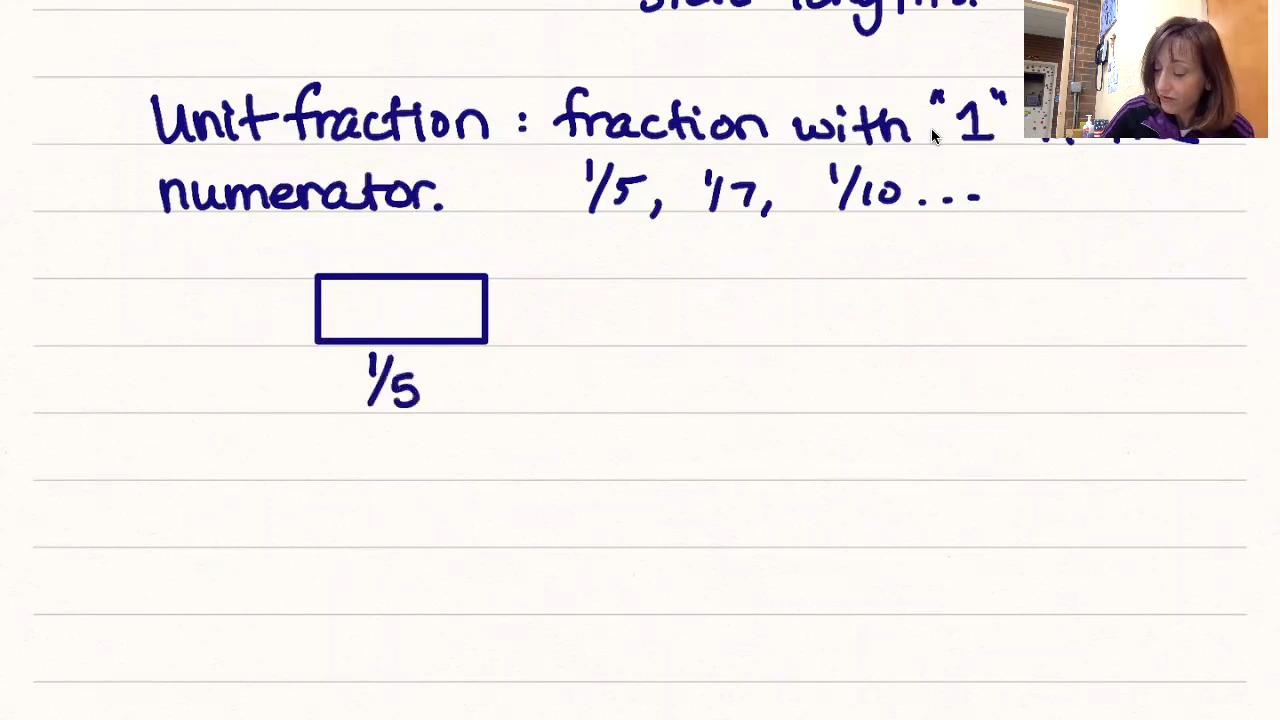 Unit fraction : fraction with "1"
numerator. 1/5, 1/7, 1/10...
1/5